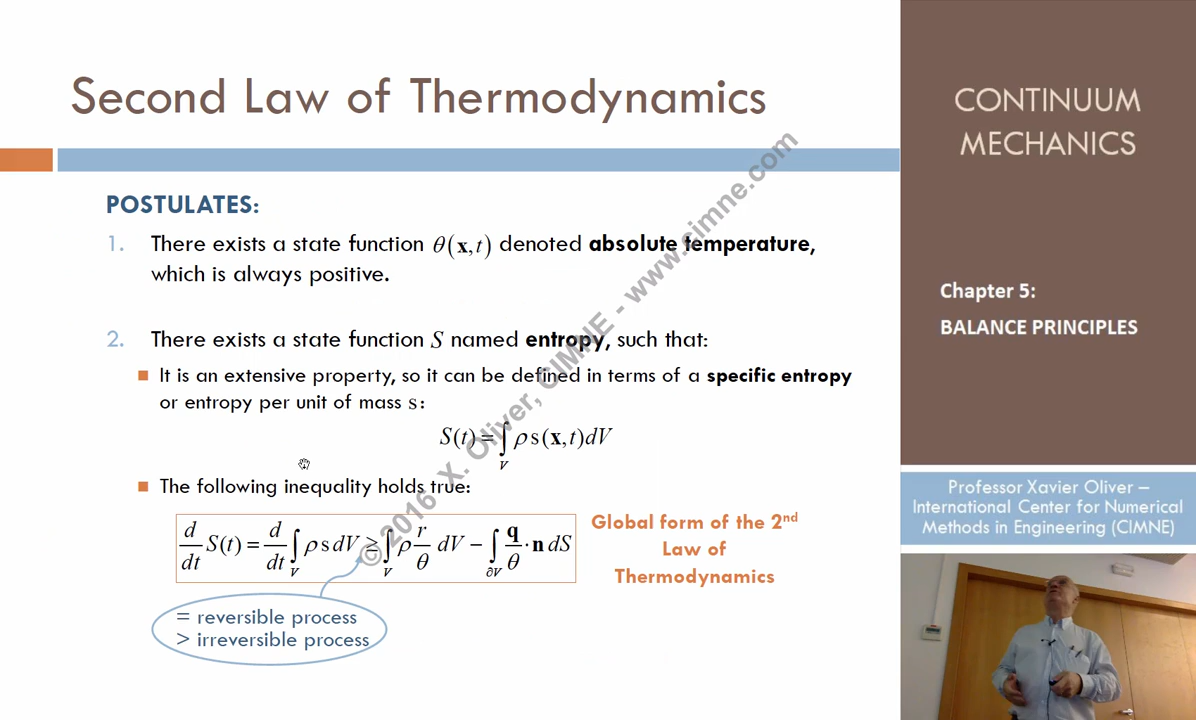 Second Law of Thermodynamics
POSTULATES:
1. There exists a state function θ(x,t) denoted absolute temperature,
which is always positive.
2. There exists a state function S named entropy, such that:
It is an extensive property, so it can be defined in terms of a specific entropy
or entropy per unit of mass s:
S(t) = ∫_V ρ s(x,t) dV
The following inequality holds true:
d/dt S(t) = d/dt ∫_V ρ s dV ≥ ∫_V ρ r/θ dV − ∫_∂V q/θ · n dS
Global form of the 2nd
Law of
Thermodynamics
= reversible process
> irreversible process
© 2016 X. Oliver, CIMNE - www.cimne.com
CONTINUUM
MECHANICS
Chapter 5:
BALANCE PRINCIPLES
Professor Xavier Oliver –
International Center for Numerical
Methods in Engineering (CIMNE)